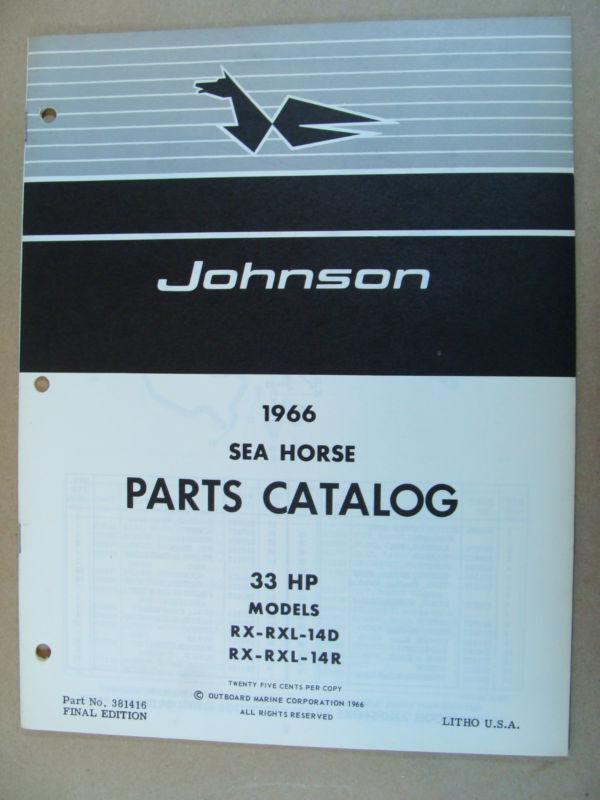 Johnson
1966
SEA HORSE
PARTS CATALOG
33 HP
MODELS
RX-RXL-14D
RX-RXL-14R
TWENTY FIVE CENTS PER COPY
© OUTBOARD MARINE CORPORATION 1966
ALL RIGHTS RESERVED
Part No. 381416
FINAL EDITION
LITHO U.S.A.